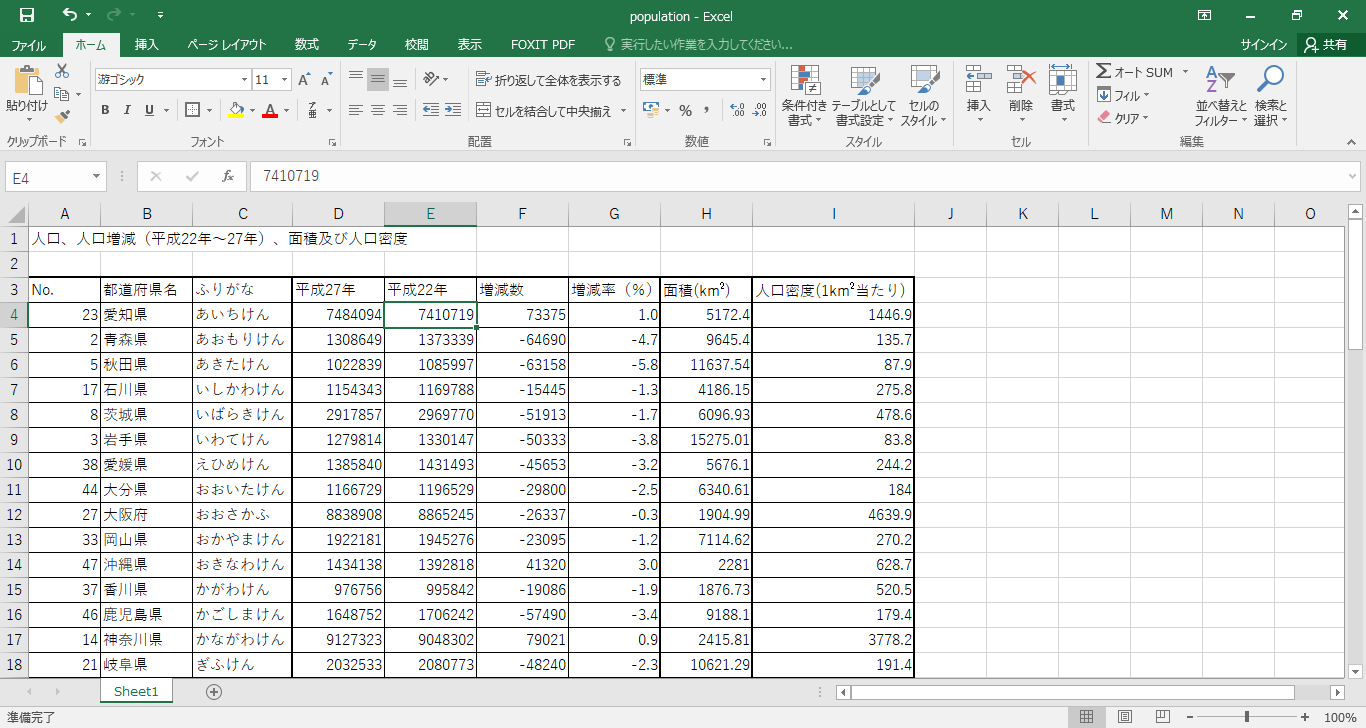 population - Excel
ファイル ホーム 挿入 ページ レイアウト 数式 データ 校閲 表示 FOXIT PDF 実行したい作業を入力してください... サインイン 共有
貼り付け
クリップボード
游ゴシック 11
B I U
フォント
折り返して全体を表示する
セルを結合して中央揃え
配置
標準
% ,
数値
条件付き書式
テーブルとして書式設定
セルのスタイル
スタイル
挿入 削除 書式
セル
オート SUM
フィル
クリア
並べ替えとフィルター
検索と選択
編集
E4 fx 7410719
A B C D E F G H I J K L M N O
1 人口、人口増減（平成22年～27年）、面積及び人口密度
2
3 No. 都道府県名 ふりがな 平成27年 平成22年 増減数 増減率（%） 面積(km²) 人口密度(1km²当たり)
4 23 愛知県 あいちけん 7484094 7410719 73375 1.0 5172.4 1446.9
5 2 青森県 あおもりけん 1308649 1373339 -64690 -4.7 9645.4 135.7
6 5 秋田県 あきたけん 1022839 1085997 -63158 -5.8 11637.54 87.9
7 17 石川県 いしかわけん 1154343 1169788 -15445 -1.3 4186.15 275.8
8 8 茨城県 いばらきけん 2917857 2969770 -51913 -1.7 6096.93 478.6
9 3 岩手県 いわてけん 1279814 1330147 -50333 -3.8 15275.01 83.8
10 38 愛媛県 えひめけん 1385840 1431493 -45653 -3.2 5676.1 244.2
11 44 大分県 おおいたけん 1166729 1196529 -29800 -2.5 6340.61 184
12 27 大阪府 おおさかふ 8838908 8865245 -26337 -0.3 1904.99 4639.9
13 33 岡山県 おかやまけん 1922181 1945276 -23095 -1.2 7114.62 270.2
14 47 沖縄県 おきなわけん 1434138 1392818 41320 3.0 2281 628.7
15 37 香川県 かがわけん 976756 995842 -19086 -1.9 1876.73 520.5
16 46 鹿児島県 かごしまけん 1648752 1706242 -57490 -3.4 9188.1 179.4
17 14 神奈川県 かながわけん 9127323 9048302 79021 0.9 2415.81 3778.2
18 21 岐阜県 ぎふけん 2032533 2080773 -48240 -2.3 10621.29 191.4
Sheet1
準備完了 100%